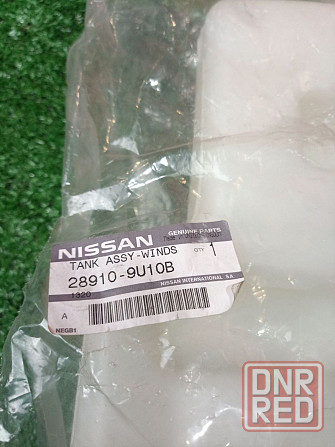 NISSAN
GENUINE PARTS
TANK ASSY-WINDS
QTY
1
28910-9U10B
1320
NISSAN INTERNATIONAL SA
A
NEGB1
DNR
RED